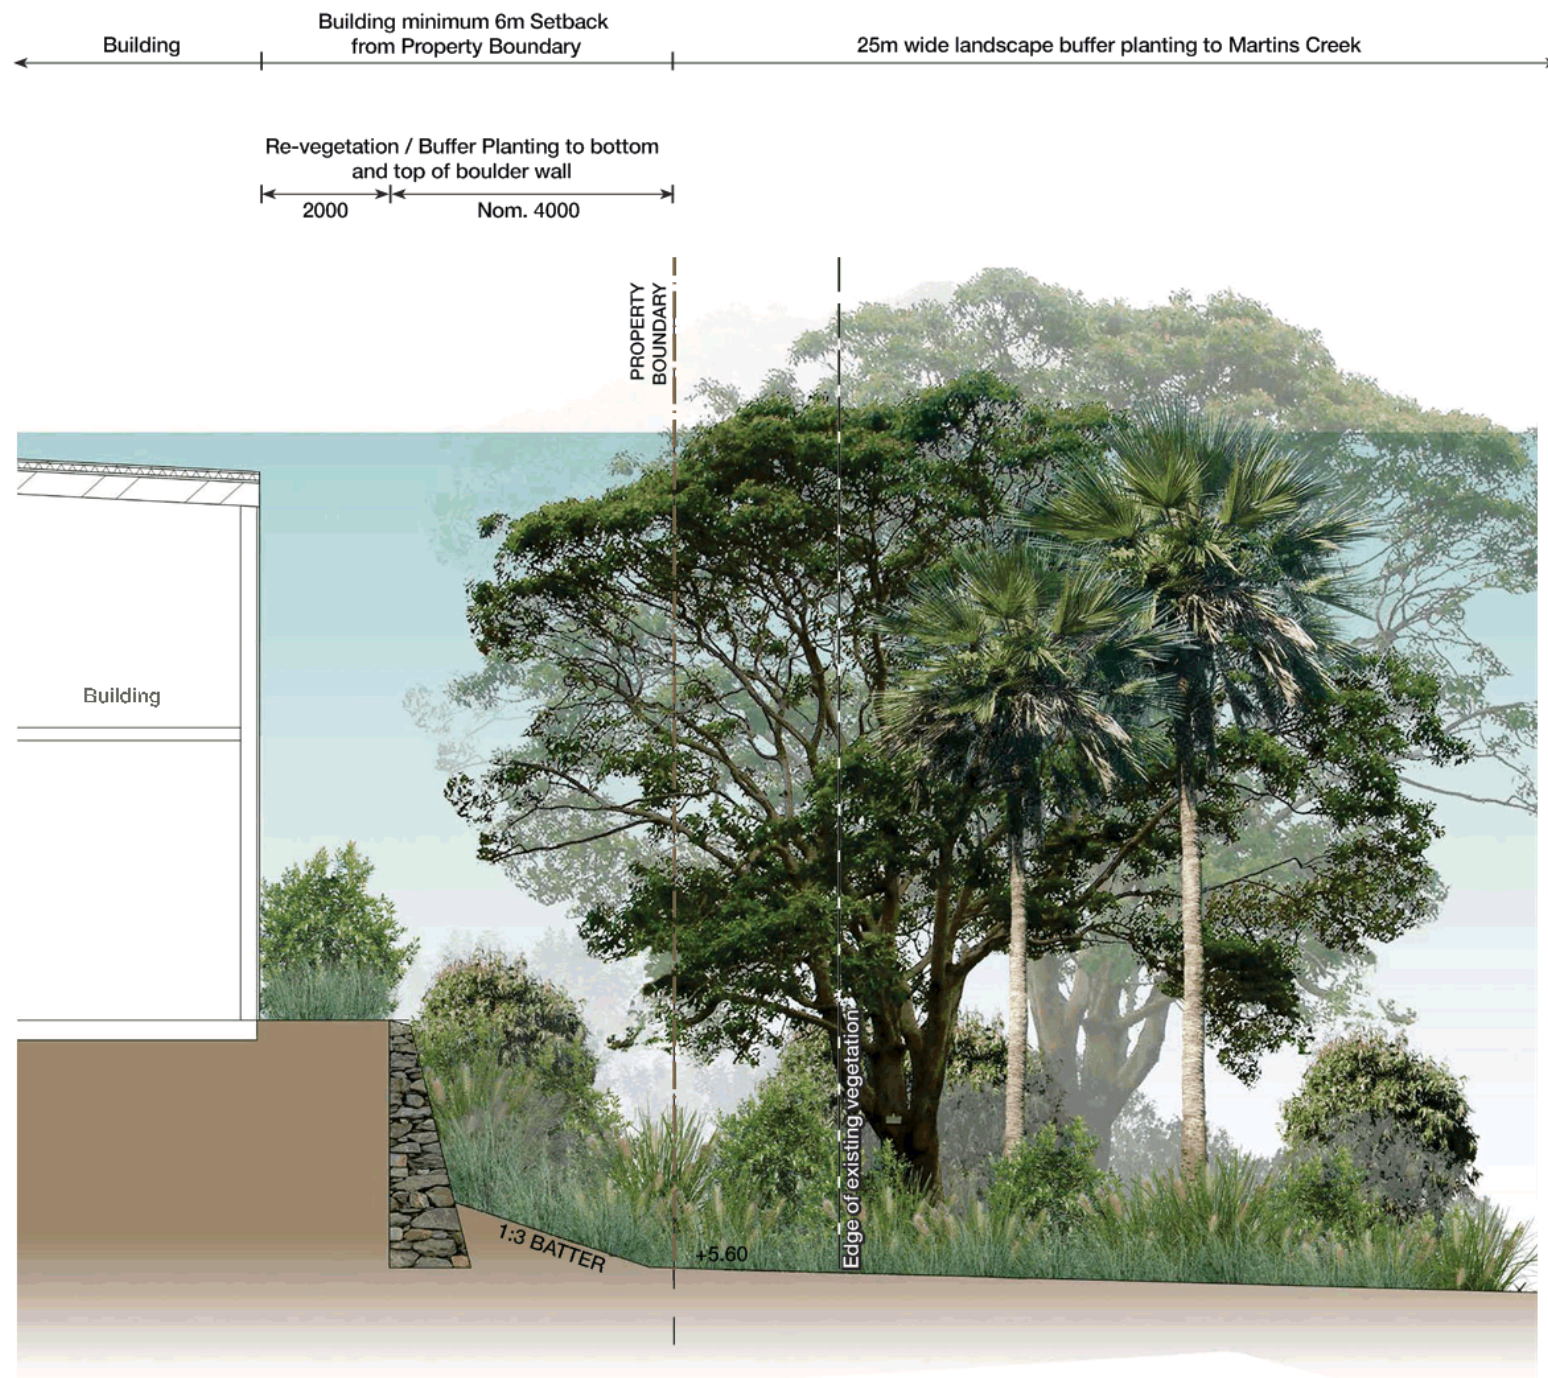 Building
Building minimum 6m Setback
from Property Boundary
25m wide landscape buffer planting to Martins Creek
Re-vegetation / Buffer Planting to bottom
and top of boulder wall
2000
Nom. 4000
PROPERTY
BOUNDARY
Building
Edge of existing vegetation
1:3 BATTER
+5.60